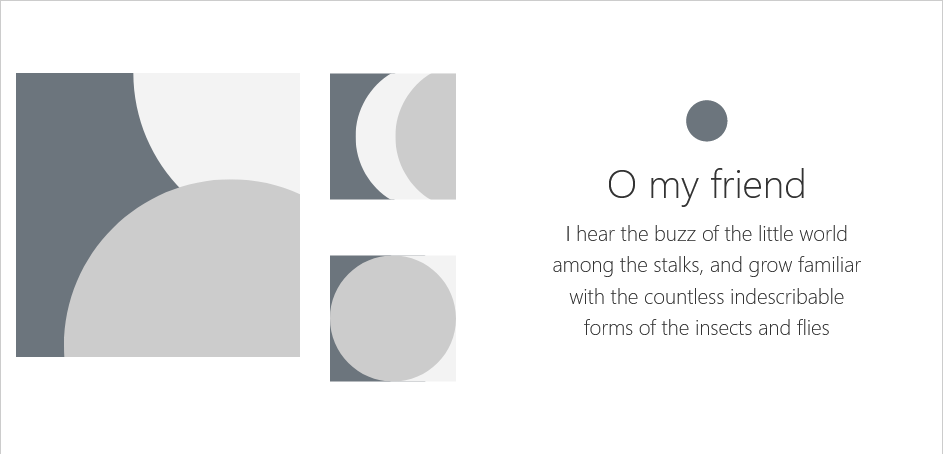 O my friend
I hear the buzz of the little world
among the stalks, and grow familiar
with the countless indescribable
forms of the insects and flies